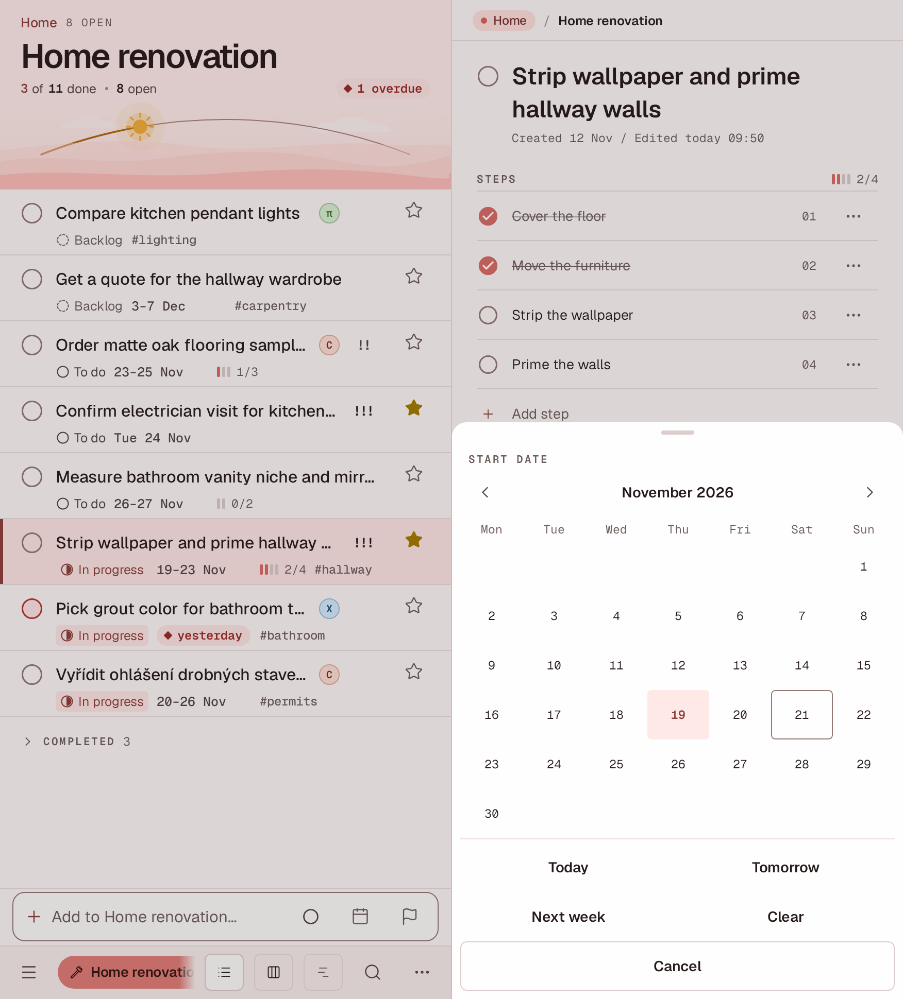 Home 8 OPEN
Home renovation
3 of 11 done • 8 open
1 overdue
Compare kitchen pendant lights π
Backlog #lighting
Get a quote for the hallway wardrobe
Backlog 3–7 Dec #carpentry
Order matte oak flooring sampl... C !!
To do 23–25 Nov 1/3
Confirm electrician visit for kitchen... !!!
To do Tue 24 Nov
Measure bathroom vanity niche and mirr...
To do 26–27 Nov 0/2
Strip wallpaper and prime hallway ... !!!
In progress 19–23 Nov 2/4 #hallway
Pick grout color for bathroom t... X
In progress yesterday #bathroom
Vyřídit ohlášení drobných stave... C
In progress 20–26 Nov #permits
COMPLETED 3
Add to Home renovation...
Home renovatio
Home / Home renovation
Strip wallpaper and prime
hallway walls
Created 12 Nov / Edited today 09:50
STEPS 2/4
Cover the floor 01
Move the furniture 02
Strip the wallpaper 03
Prime the walls 04
Add step
START DATE
November 2026
Mon Tue Wed Thu Fri Sat Sun
1
2 3 4 5 6 7 8
9 10 11 12 13 14 15
16 17 18 19 20 21 22
23 24 25 26 27 28 29
30
Today Tomorrow
Next week Clear
Cancel